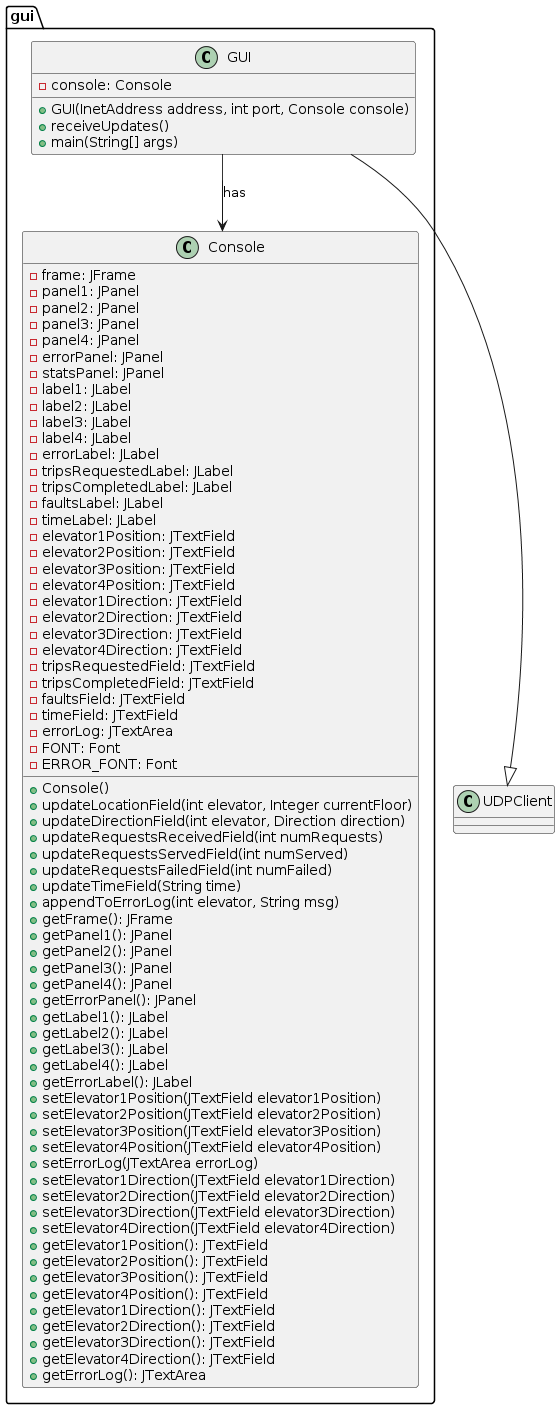 gui
C GUI
console: Console
GUI(InetAddress address, int port, Console console)
receiveUpdates()
main(String[] args)
has
C Console
frame: JFrame
panel1: JPanel
panel2: JPanel
panel3: JPanel
panel4: JPanel
errorPanel: JPanel
statsPanel: JPanel
label1: JLabel
label2: JLabel
label3: JLabel
label4: JLabel
errorLabel: JLabel
tripsRequestedLabel: JLabel
tripsCompletedLabel: JLabel
faultsLabel: JLabel
timeLabel: JLabel
elevator1Position: JTextField
elevator2Position: JTextField
elevator3Position: JTextField
elevator4Position: JTextField
elevator1Direction: JTextField
elevator2Direction: JTextField
elevator3Direction: JTextField
elevator4Direction: JTextField
tripsRequestedField: JTextField
tripsCompletedField: JTextField
faultsField: JTextField
timeField: JTextField
errorLog: JTextArea
FONT: Font
ERROR_FONT: Font
Console()
updateLocationField(int elevator, Integer currentFloor)
updateDirectionField(int elevator, Direction direction)
updateRequestsReceivedField(int numRequests)
updateRequestsServedField(int numServed)
updateRequestsFailedField(int numFailed)
updateTimeField(String time)
appendToErrorLog(int elevator, String msg)
getFrame(): JFrame
getPanel1(): JPanel
getPanel2(): JPanel
getPanel3(): JPanel
getPanel4(): JPanel
getErrorPanel(): JPanel
getLabel1(): JLabel
getLabel2(): JLabel
getLabel3(): JLabel
getLabel4(): JLabel
getErrorLabel(): JLabel
setElevator1Position(JTextField elevator1Position)
setElevator2Position(JTextField elevator2Position)
setElevator3Position(JTextField elevator3Position)
setElevator4Position(JTextField elevator4Position)
setErrorLog(JTextArea errorLog)
setElevator1Direction(JTextField elevator1Direction)
setElevator2Direction(JTextField elevator2Direction)
setElevator3Direction(JTextField elevator3Direction)
setElevator4Direction(JTextField elevator4Direction)
getElevator1Position(): JTextField
getElevator2Position(): JTextField
getElevator3Position(): JTextField
getElevator4Position(): JTextField
getElevator1Direction(): JTextField
getElevator2Direction(): JTextField
getElevator3Direction(): JTextField
getElevator4Direction(): JTextField
getErrorLog(): JTextArea
C UDPClient